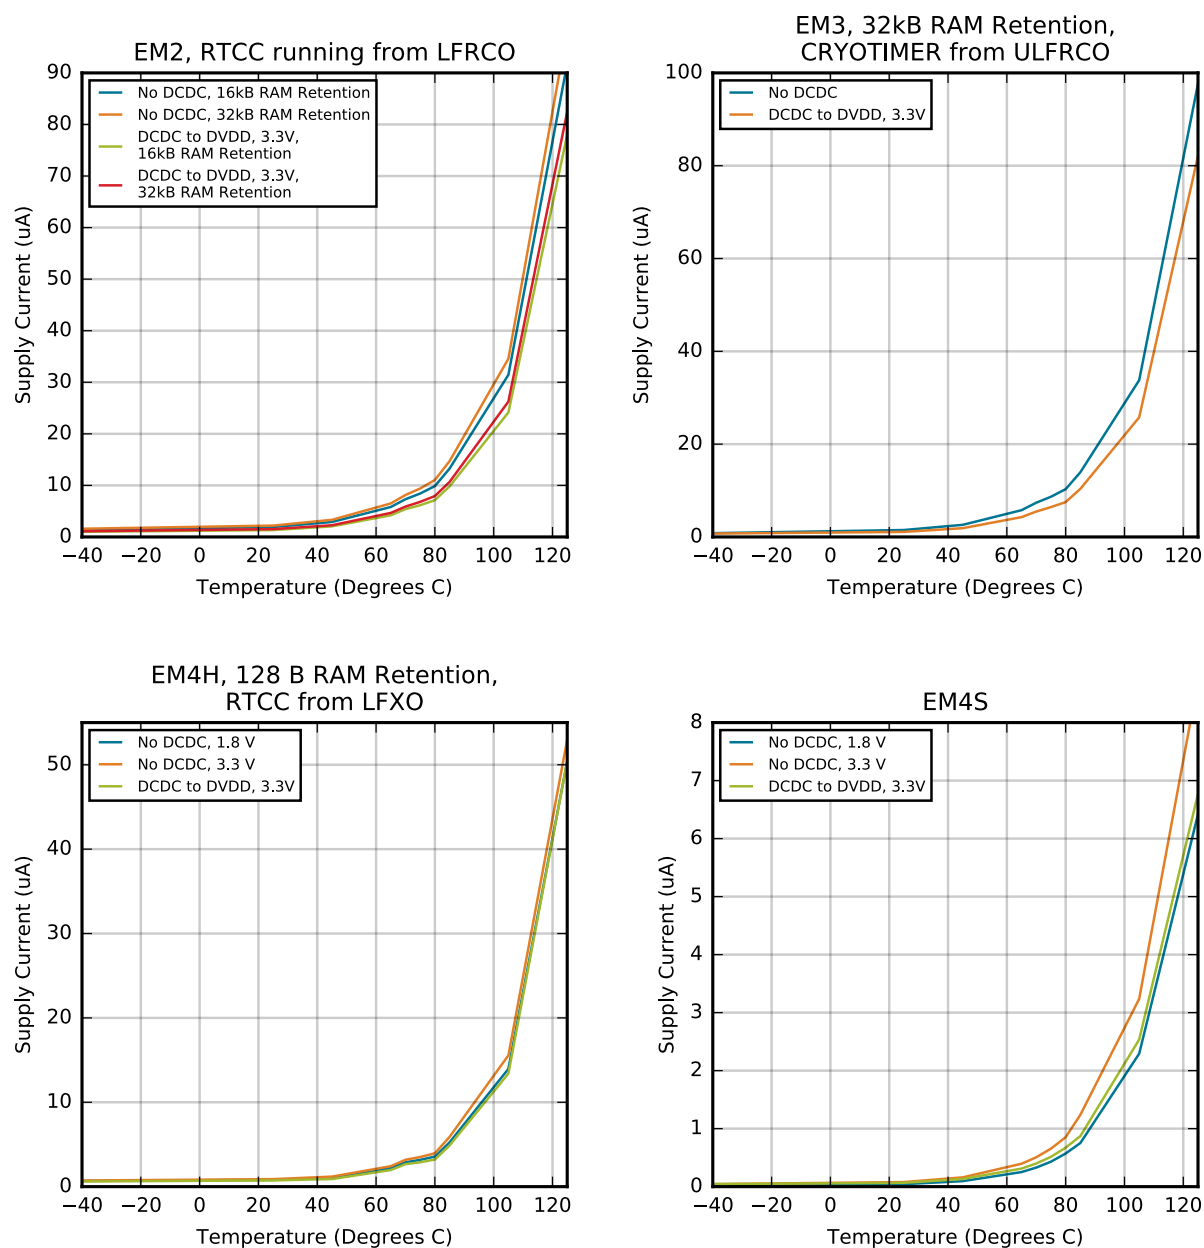 EM2, RTCC running from LFRCO
90
80
70
60
50
40
30
20
10
0
Supply Current (uA)
No DCDC, 16kB RAM Retention
No DCDC, 32kB RAM Retention
DCDC to DVDD, 3.3V,
16kB RAM Retention
DCDC to DVDD, 3.3V,
32kB RAM Retention
−40 −20 0 20 40 60 80 100 120
Temperature (Degrees C)
EM3, 32kB RAM Retention,
CRYOTIMER from ULFRCO
100
80
60
40
20
0
Supply Current (uA)
No DCDC
DCDC to DVDD, 3.3V
−40 −20 0 20 40 60 80 100 120
Temperature (Degrees C)
EM4H, 128 B RAM Retention,
RTCC from LFXO
50
40
30
20
10
0
Supply Current (uA)
No DCDC, 1.8 V
No DCDC, 3.3 V
DCDC to DVDD, 3.3V
−40 −20 0 20 40 60 80 100 120
Temperature (Degrees C)
EM4S
8
7
6
5
4
3
2
1
0
Supply Current (uA)
No DCDC, 1.8 V
No DCDC, 3.3 V
DCDC to DVDD, 3.3V
−40 −20 0 20 40 60 80 100 120
Temperature (Degrees C)